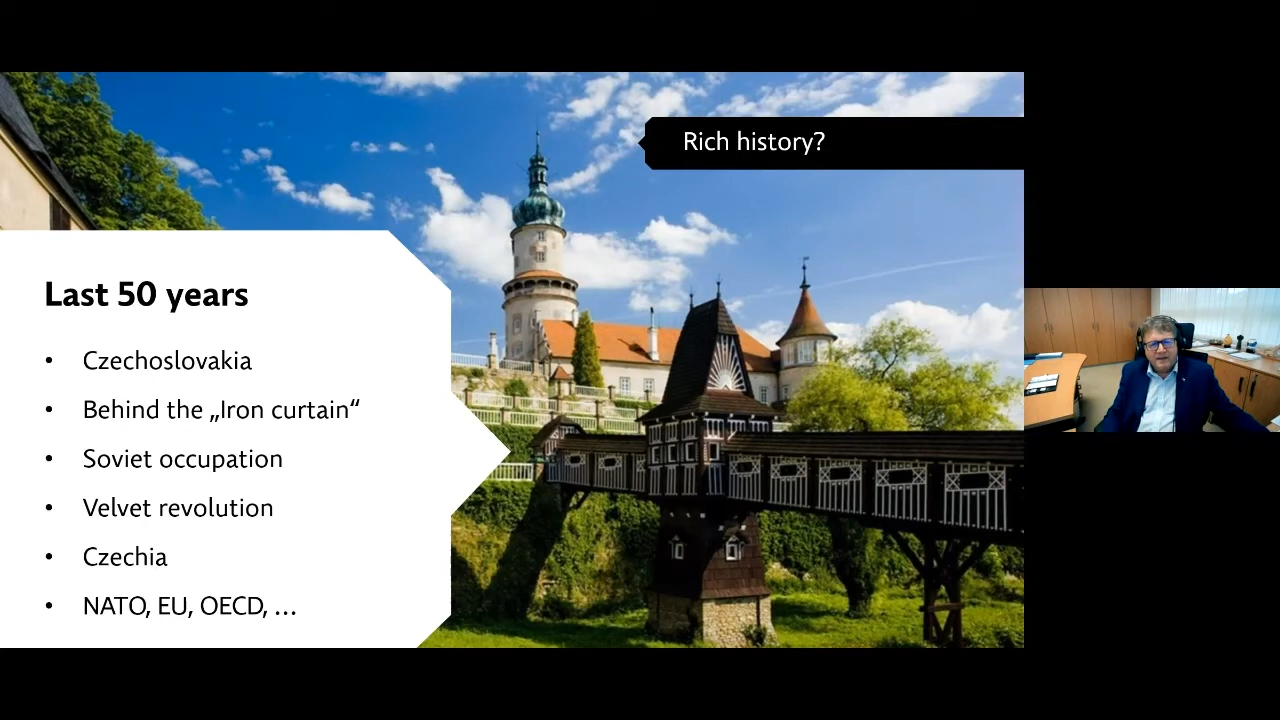 Rich history?
Last 50 years
• Czechoslovakia
• Behind the „Iron curtain“
• Soviet occupation
• Velvet revolution
• Czechia
• NATO, EU, OECD, ...